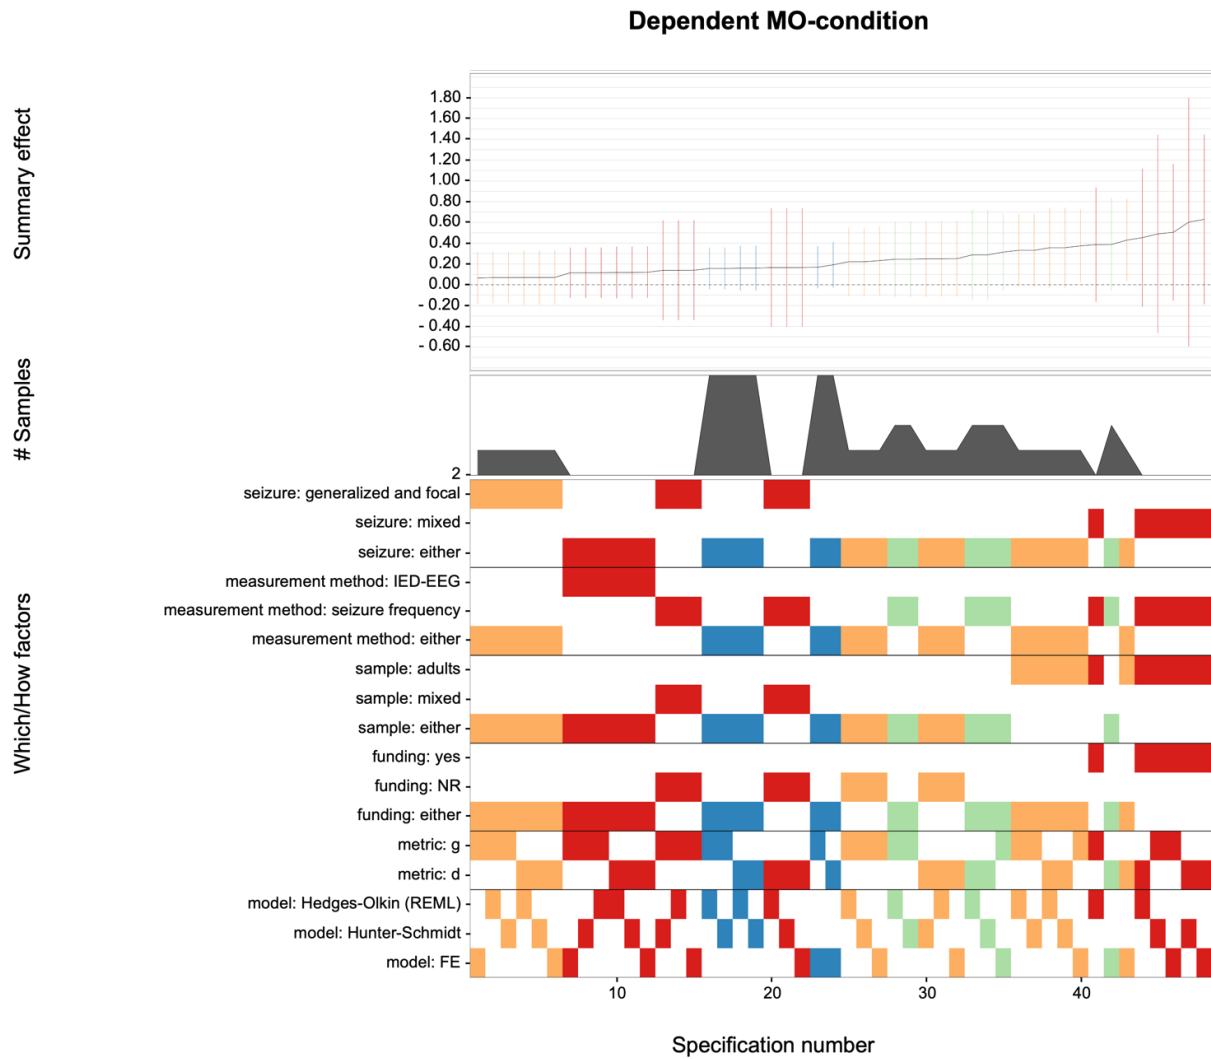 Dependent MO-condition
Summary effect
1.80
1.60
1.40
1.20
1.00
0.80
0.60
0.40
0.20
0.00
- 0.20
- 0.40
- 0.60
# Samples
2
Which/How factors
seizure: generalized and focal
seizure: mixed
seizure: either
measurement method: IED-EEG
measurement method: seizure frequency
measurement method: either
sample: adults
sample: mixed
sample: either
funding: yes
funding: NR
funding: either
metric: g
metric: d
model: Hedges-Olkin (REML)
model: Hunter-Schmidt
model: FE
10 20 30 40
Specification number